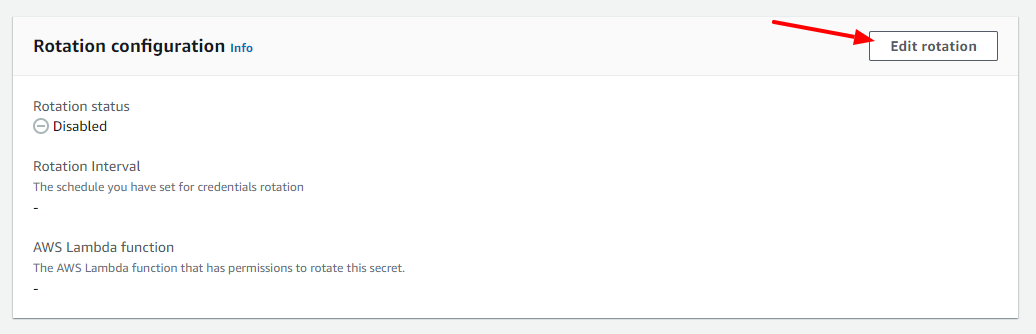 Rotation configuration Info
Edit rotation
Rotation status
Disabled
Rotation Interval
The schedule you have set for credentials rotation
-
AWS Lambda function
The AWS Lambda function that has permissions to rotate this secret.
-